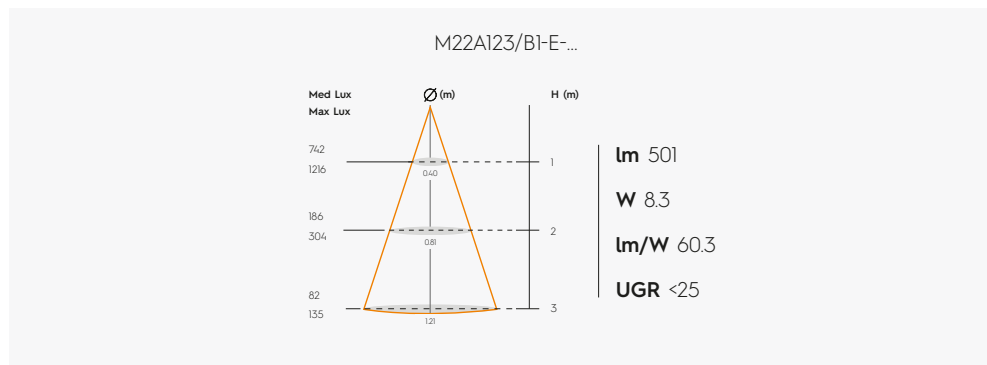 M22A123/B1-E-...
Med Lux
Max Lux
Ø (m)
H (m)
742
1216
0.40
1
186
304
0.81
2
82
135
1.21
3
lm 501
W 8.3
lm/W 60.3
UGR <25